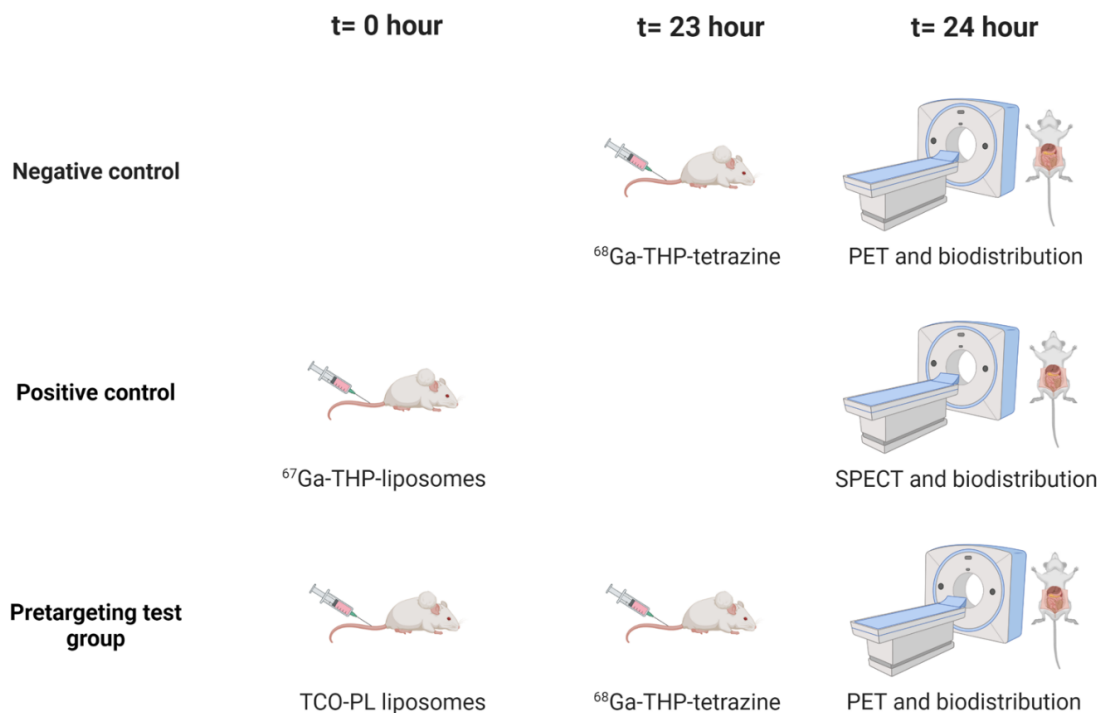 t= 0 hour
t= 23 hour
t= 24 hour
Negative control
⁶⁸Ga-THP-tetrazine
PET and biodistribution
Positive control
⁶⁷Ga-THP-liposomes
SPECT and biodistribution
Pretargeting test
group
TCO-PL liposomes
⁶⁸Ga-THP-tetrazine
PET and biodistribution